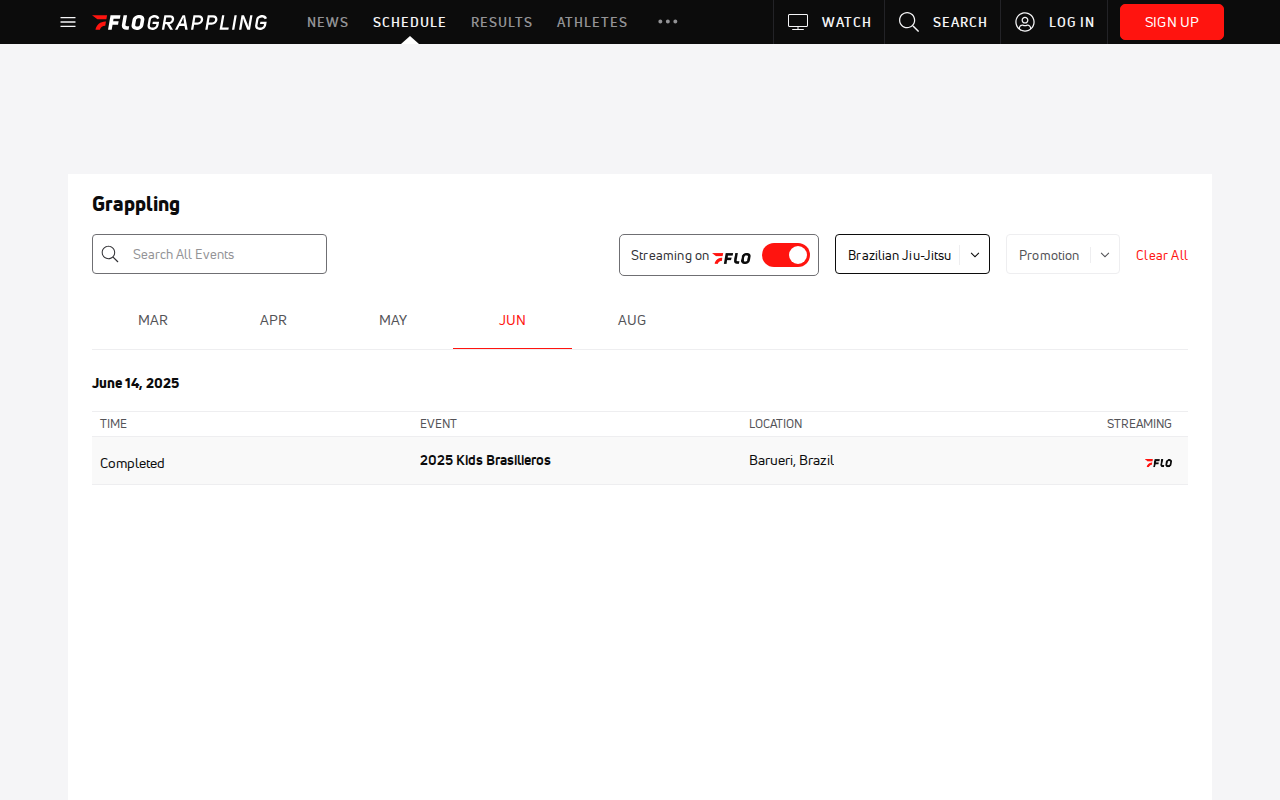 FLOGRAPPLING NEWS SCHEDULE RESULTS ATHLETES WATCH SEARCH LOG IN SIGN UP
Grappling
Search All Events Streaming on FLO Brazilian Jiu-Jitsu Promotion Clear All
MAR APR MAY JUN AUG
June 14, 2025
TIME EVENT LOCATION STREAMING
Completed 2025 Kids Brasilieros Barueri, Brazil FLO